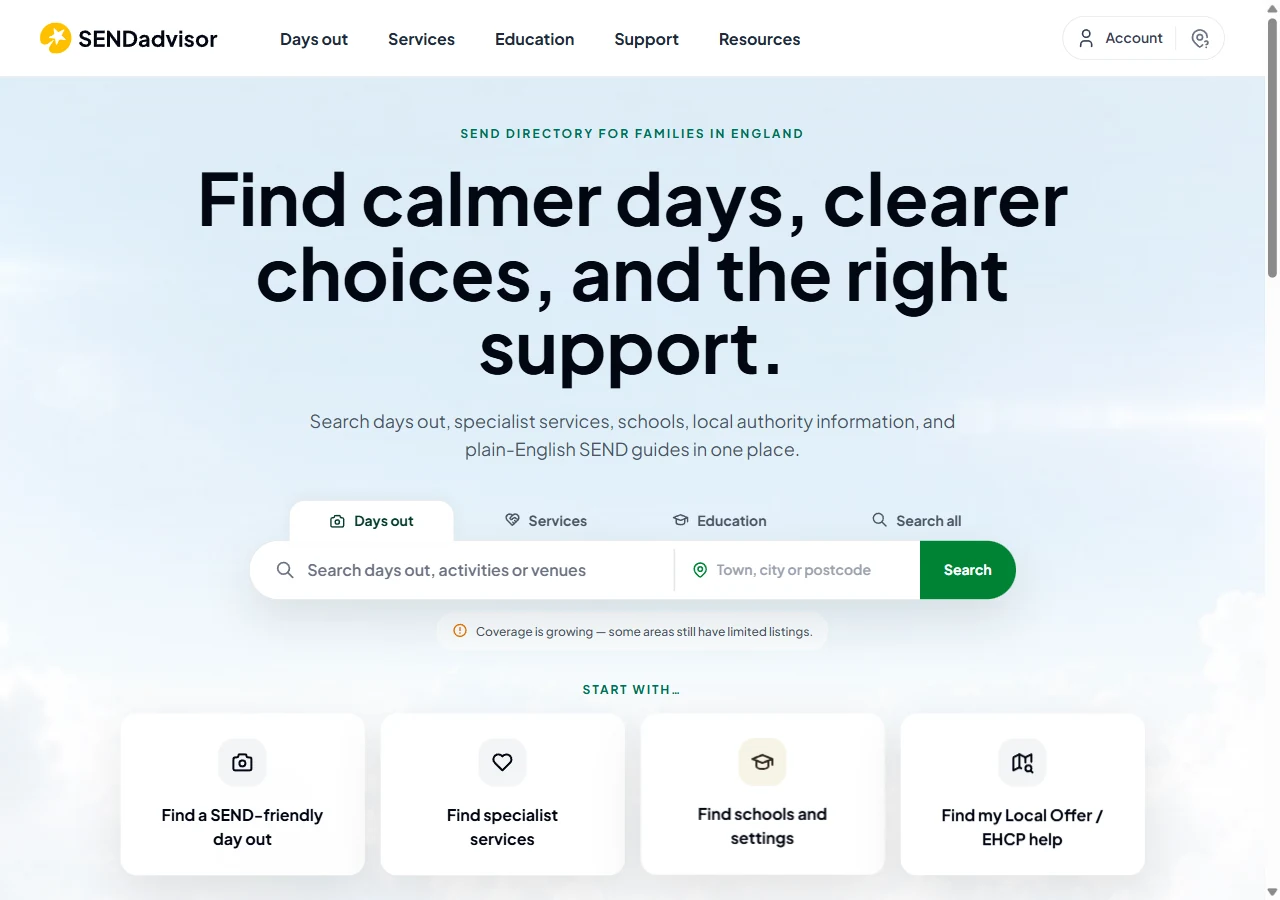 SENDadvisor
Days out
Services
Education
Support
Resources
Account
SEND DIRECTORY FOR FAMILIES IN ENGLAND
Find calmer days, clearer
choices, and the right
support.
Search days out, specialist services, schools, local authority information, and
plain-English SEND guides in one place.
Days out
Services
Education
Search all
Search days out, activities or venues
Town, city or postcode
Search
Coverage is growing — some areas still have limited listings.
START WITH…
Find a SEND-friendly
day out
Find specialist
services
Find schools and
settings
Find my Local Offer /
EHCP help